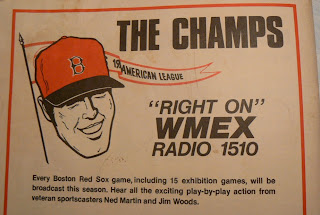 THE CHAMPS
B
AMERICAN LEAGUE
"RIGHT ON"
WMEX
RADIO 1510
Every Boston Red Sox game, including 15 exhibition games, will be
broadcast this season. Hear all the exciting play-by-play action from
veteran sportscasters Ned Martin and Jim Woods.